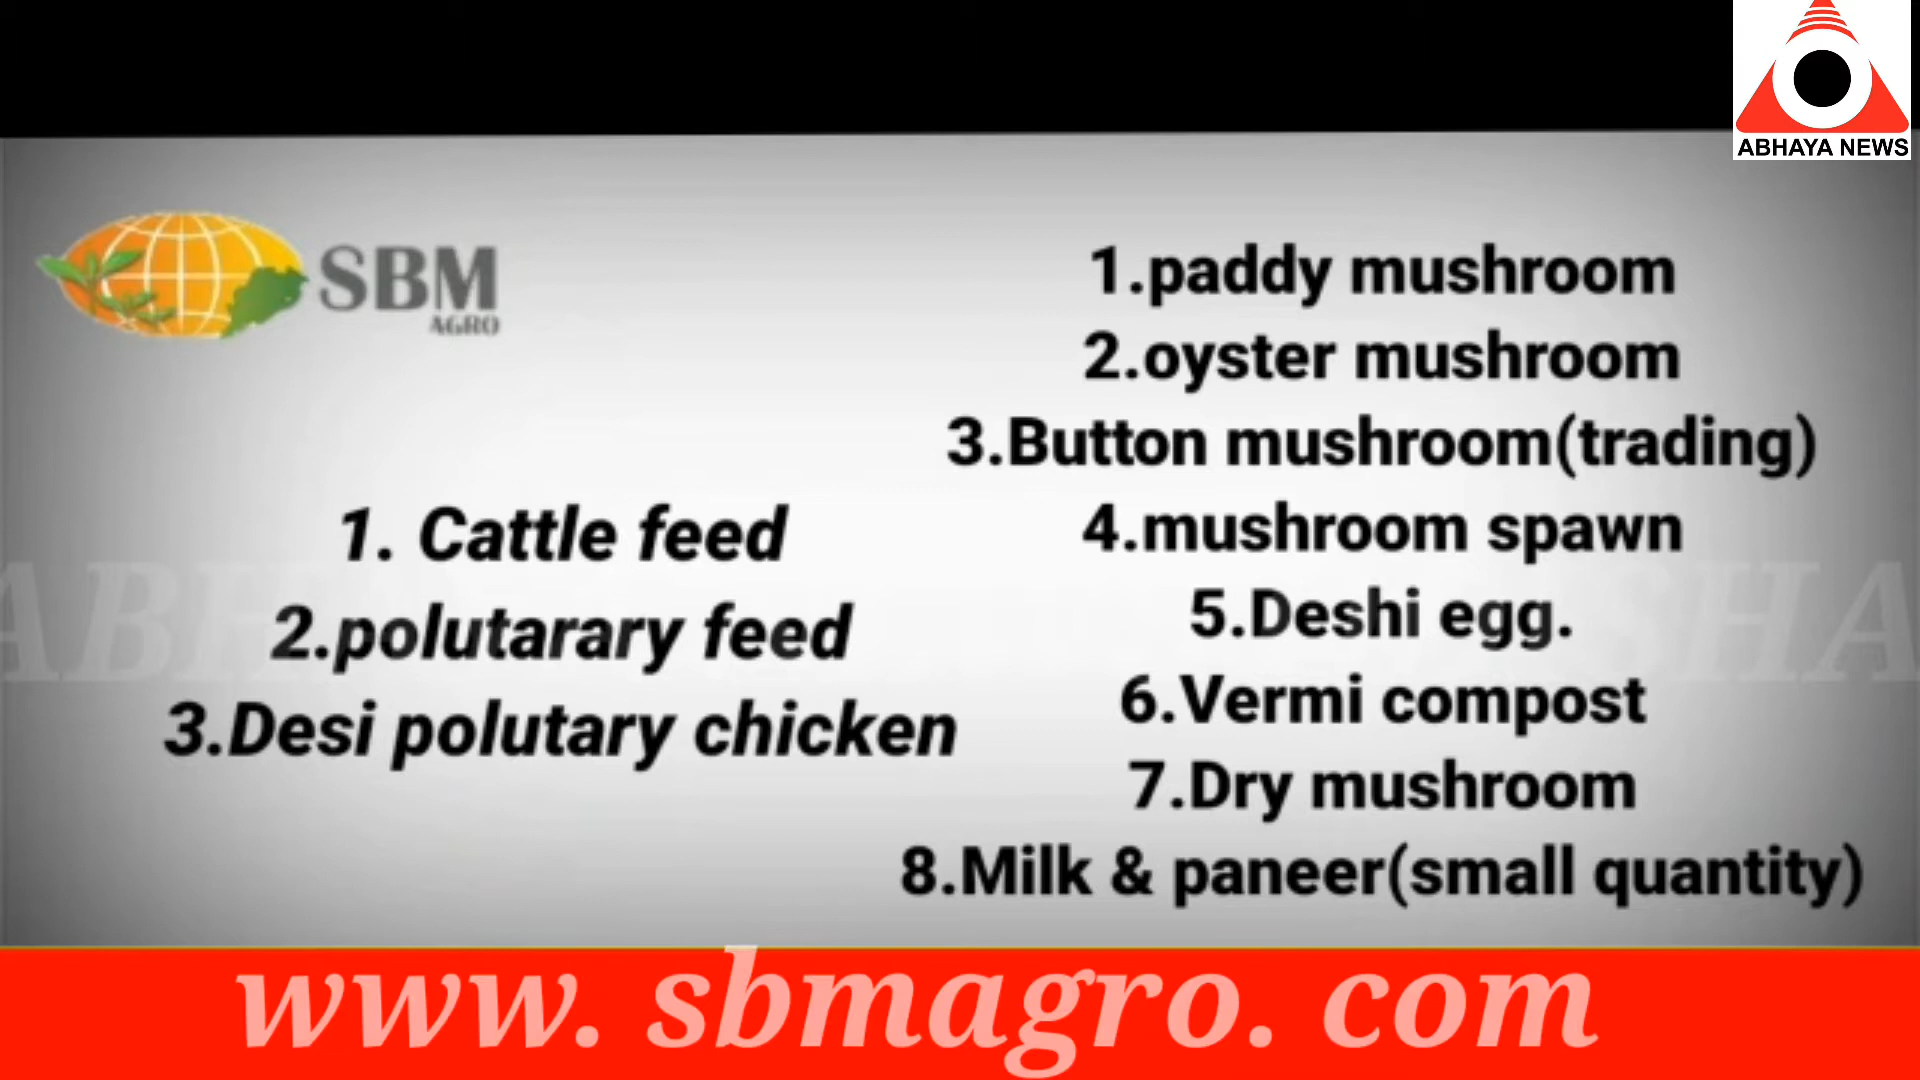 ABHAYA NEWS
SBM
AGRO
1. Cattle feed
2.polutarary feed
3.Desi polutary chicken
1.paddy mushroom
2.oyster mushroom
3.Button mushroom(trading)
4.mushroom spawn
5.Deshi egg.
6.Vermi compost
7.Dry mushroom
8.Milk & paneer(small quantity)
www. sbmagro. com